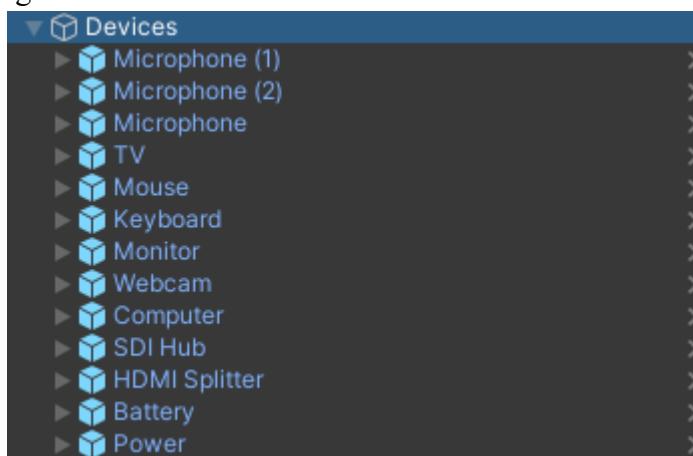 Devices
Microphone (1)
Microphone (2)
Microphone
TV
Mouse
Keyboard
Monitor
Webcam
Computer
SDI Hub
HDMI Splitter
Battery
Power